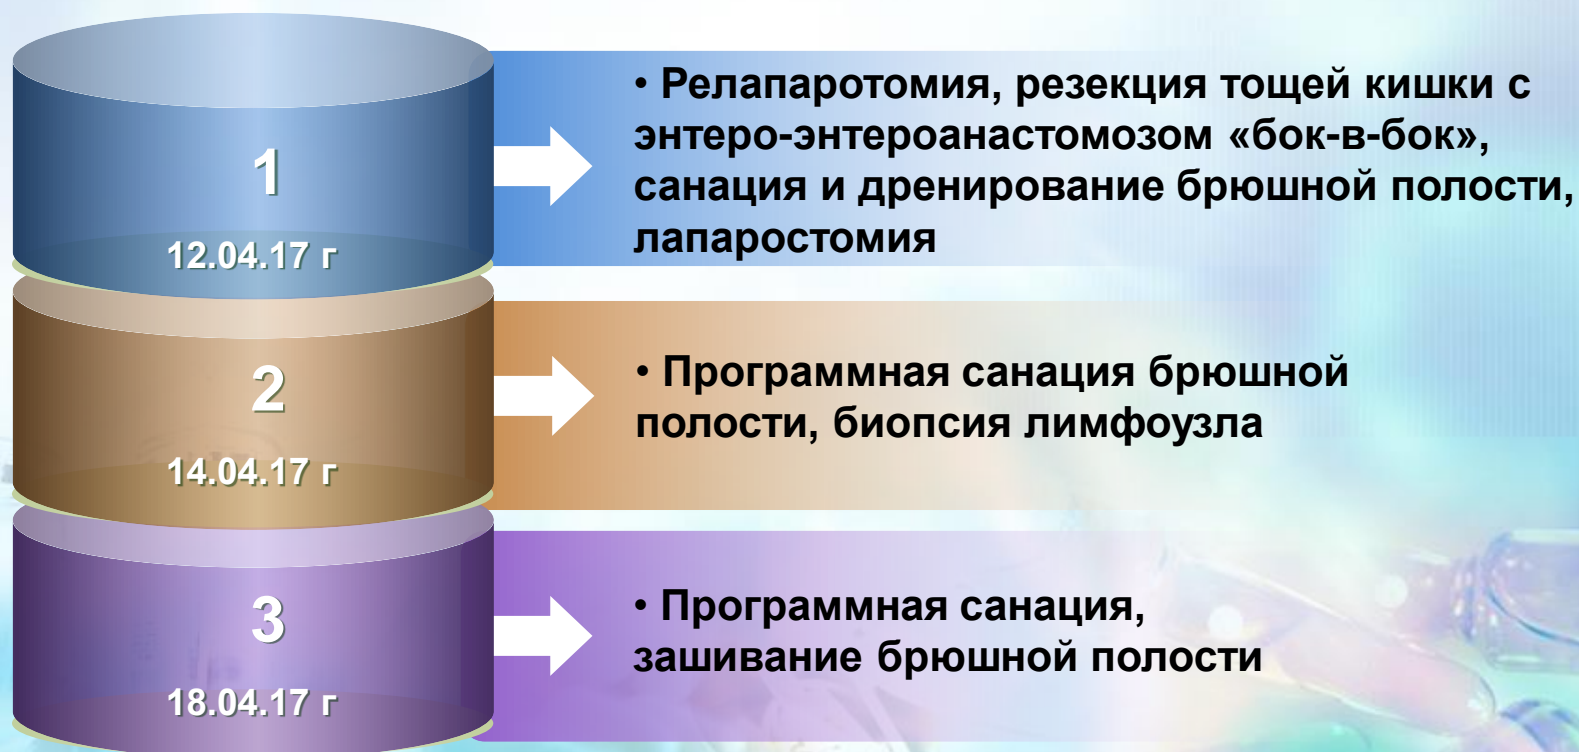 1
12.04.17 г
• Релапаротомия, резекция тощей кишки с
энтеро-энтероанастомозом «бок-в-бок»,
санация и дренирование брюшной полости,
лапаростомия
2
14.04.17 г
• Программная санация брюшной
полости, биопсия лимфоузла
3
18.04.17 г
• Программная санация,
зашивание брюшной полости